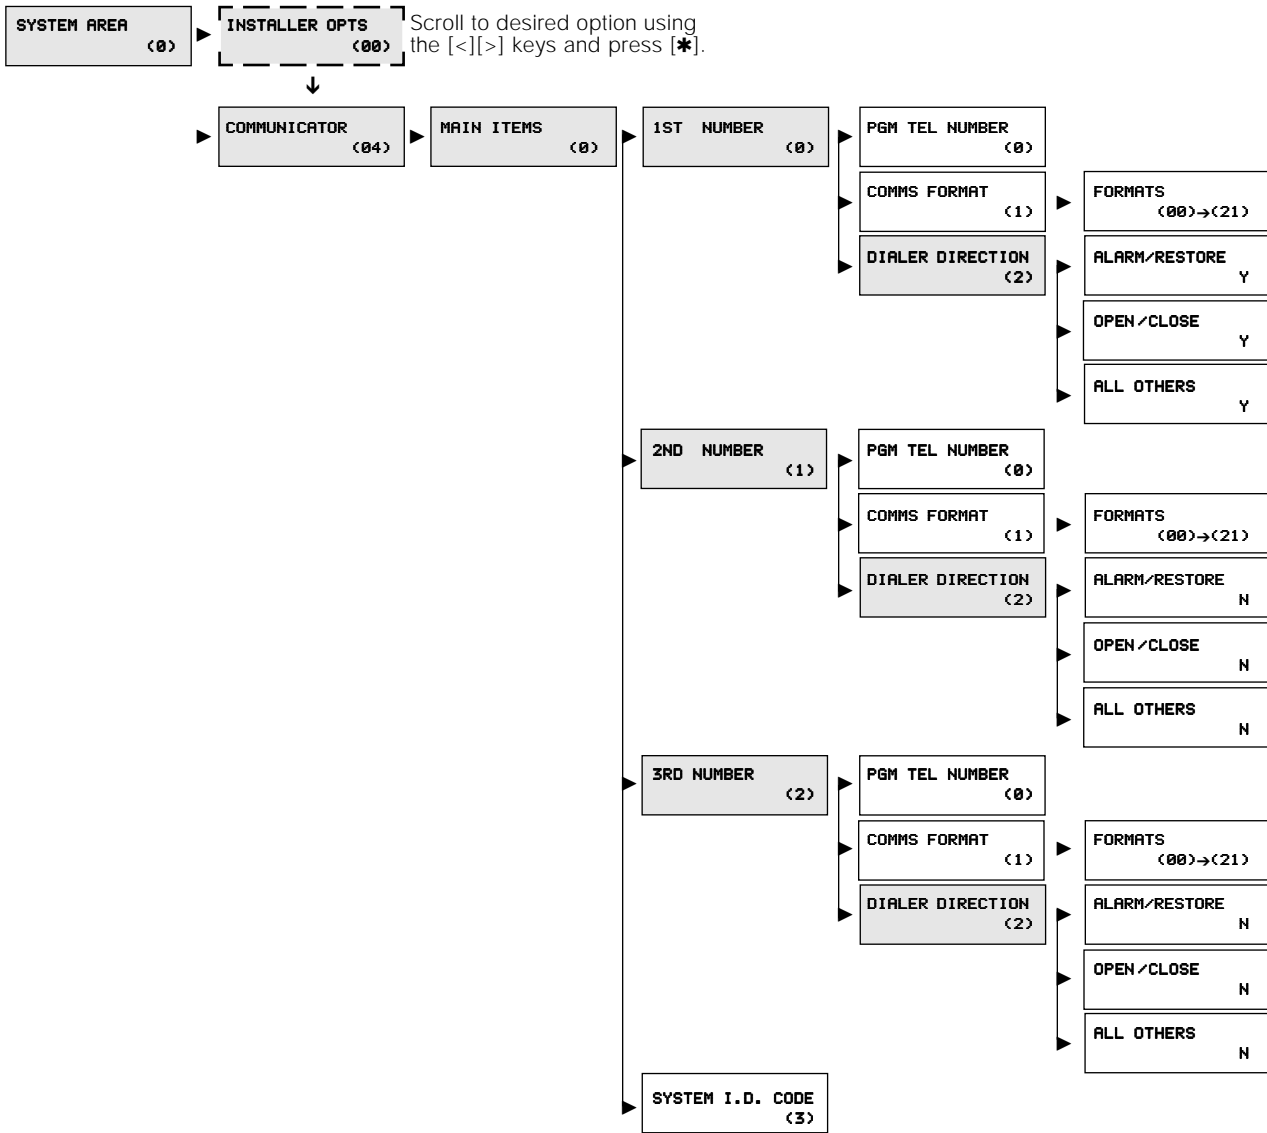 SYSTEM AREA
(0)
INSTALLER OPTS
(00)
Scroll to desired option using
the [<][>] keys and press [✱].
COMMUNICATOR
(04)
MAIN ITEMS
(0)
1ST NUMBER
(0)
PGM TEL NUMBER
(0)
COMMS FORMAT
(1)
FORMATS
(00)→(21)
DIALER DIRECTION
(2)
ALARM/RESTORE
Y
OPEN/CLOSE
Y
ALL OTHERS
Y
2ND NUMBER
(1)
PGM TEL NUMBER
(0)
COMMS FORMAT
(1)
FORMATS
(00)→(21)
DIALER DIRECTION
(2)
ALARM/RESTORE
N
OPEN/CLOSE
N
ALL OTHERS
N
3RD NUMBER
(2)
PGM TEL NUMBER
(0)
COMMS FORMAT
(1)
FORMATS
(00)→(21)
DIALER DIRECTION
(2)
ALARM/RESTORE
N
OPEN/CLOSE
N
ALL OTHERS
N
SYSTEM I.D. CODE
(3)